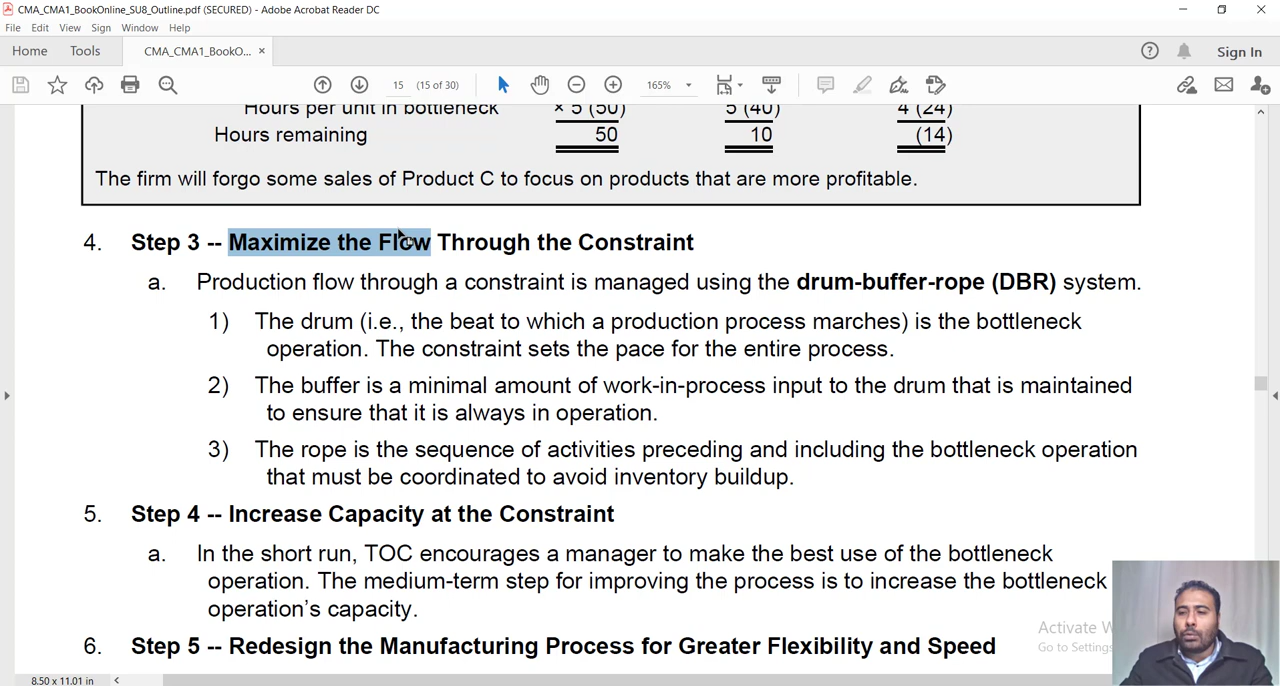 CMA_CMA1_BookOnline_SU8_Outline.pdf (SECURED) - Adobe Acrobat Reader DC
File Edit View Sign Window Help
Home Tools CMA_CMA1_BookO... × Sign In
15 (15 of 30) 165%
Hours per unit in bottleneck × 5 (50) 5 (40) 4 (24)
Hours remaining 50 10 (14)
The firm will forgo some sales of Product C to focus on products that are more profitable.
4. Step 3 -- Maximize the Flow Through the Constraint
a. Production flow through a constraint is managed using the drum-buffer-rope (DBR) system.
1) The drum (i.e., the beat to which a production process marches) is the bottleneck
operation. The constraint sets the pace for the entire process.
2) The buffer is a minimal amount of work-in-process input to the drum that is maintained
to ensure that it is always in operation.
3) The rope is the sequence of activities preceding and including the bottleneck operation
that must be coordinated to avoid inventory buildup.
5. Step 4 -- Increase Capacity at the Constraint
a. In the short run, TOC encourages a manager to make the best use of the bottleneck
operation. The medium-term step for improving the process is to increase the bottleneck
operation's capacity.
Activate W
Go to Settings
6. Step 5 -- Redesign the Manufacturing Process for Greater Flexibility and Speed
8.50 x 11.01 in